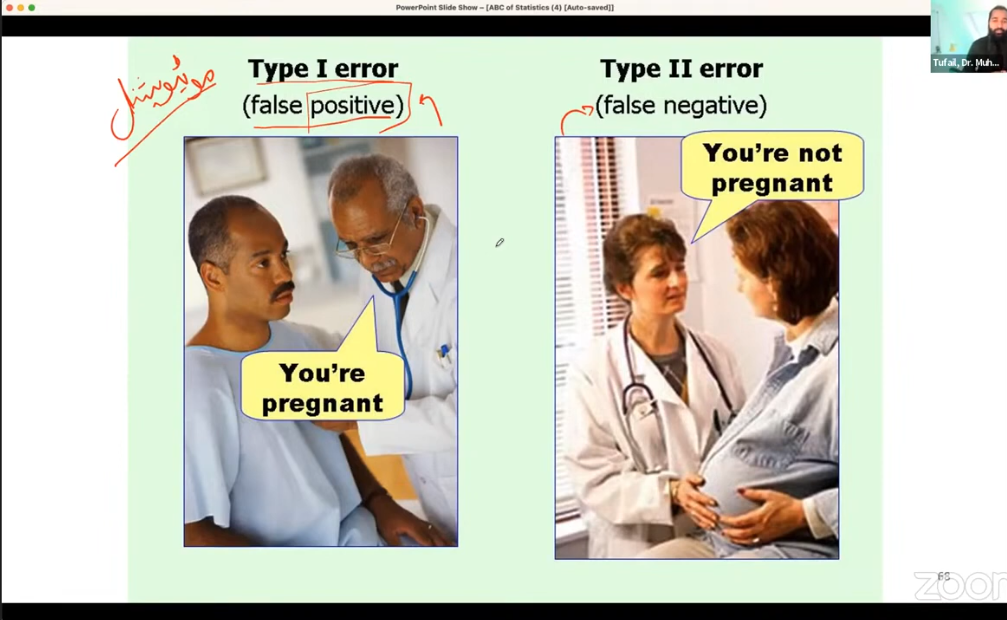 PowerPoint Slide Show – [ABC of Statistics (4) [Auto-saved]]
Tufail, Dr. Muh...
Type I error
(false positive)
Type II error
(false negative)
You're not
pregnant
You're
pregnant
68
zoom